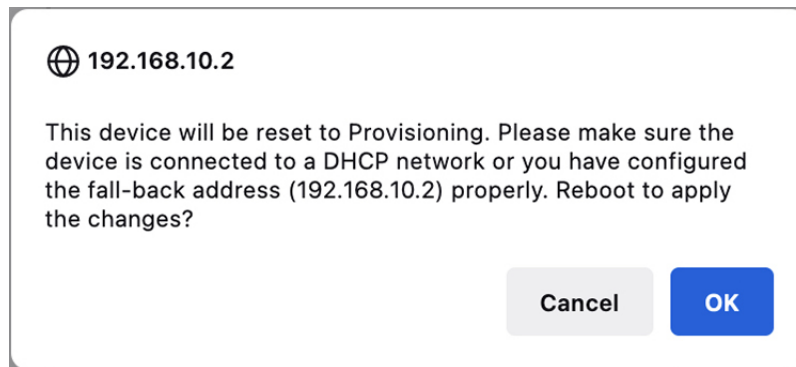 192.168.10.2
This device will be reset to Provisioning. Please make sure the
device is connected to a DHCP network or you have configured
the fall-back address (192.168.10.2) properly. Reboot to apply
the changes?
Cancel
OK